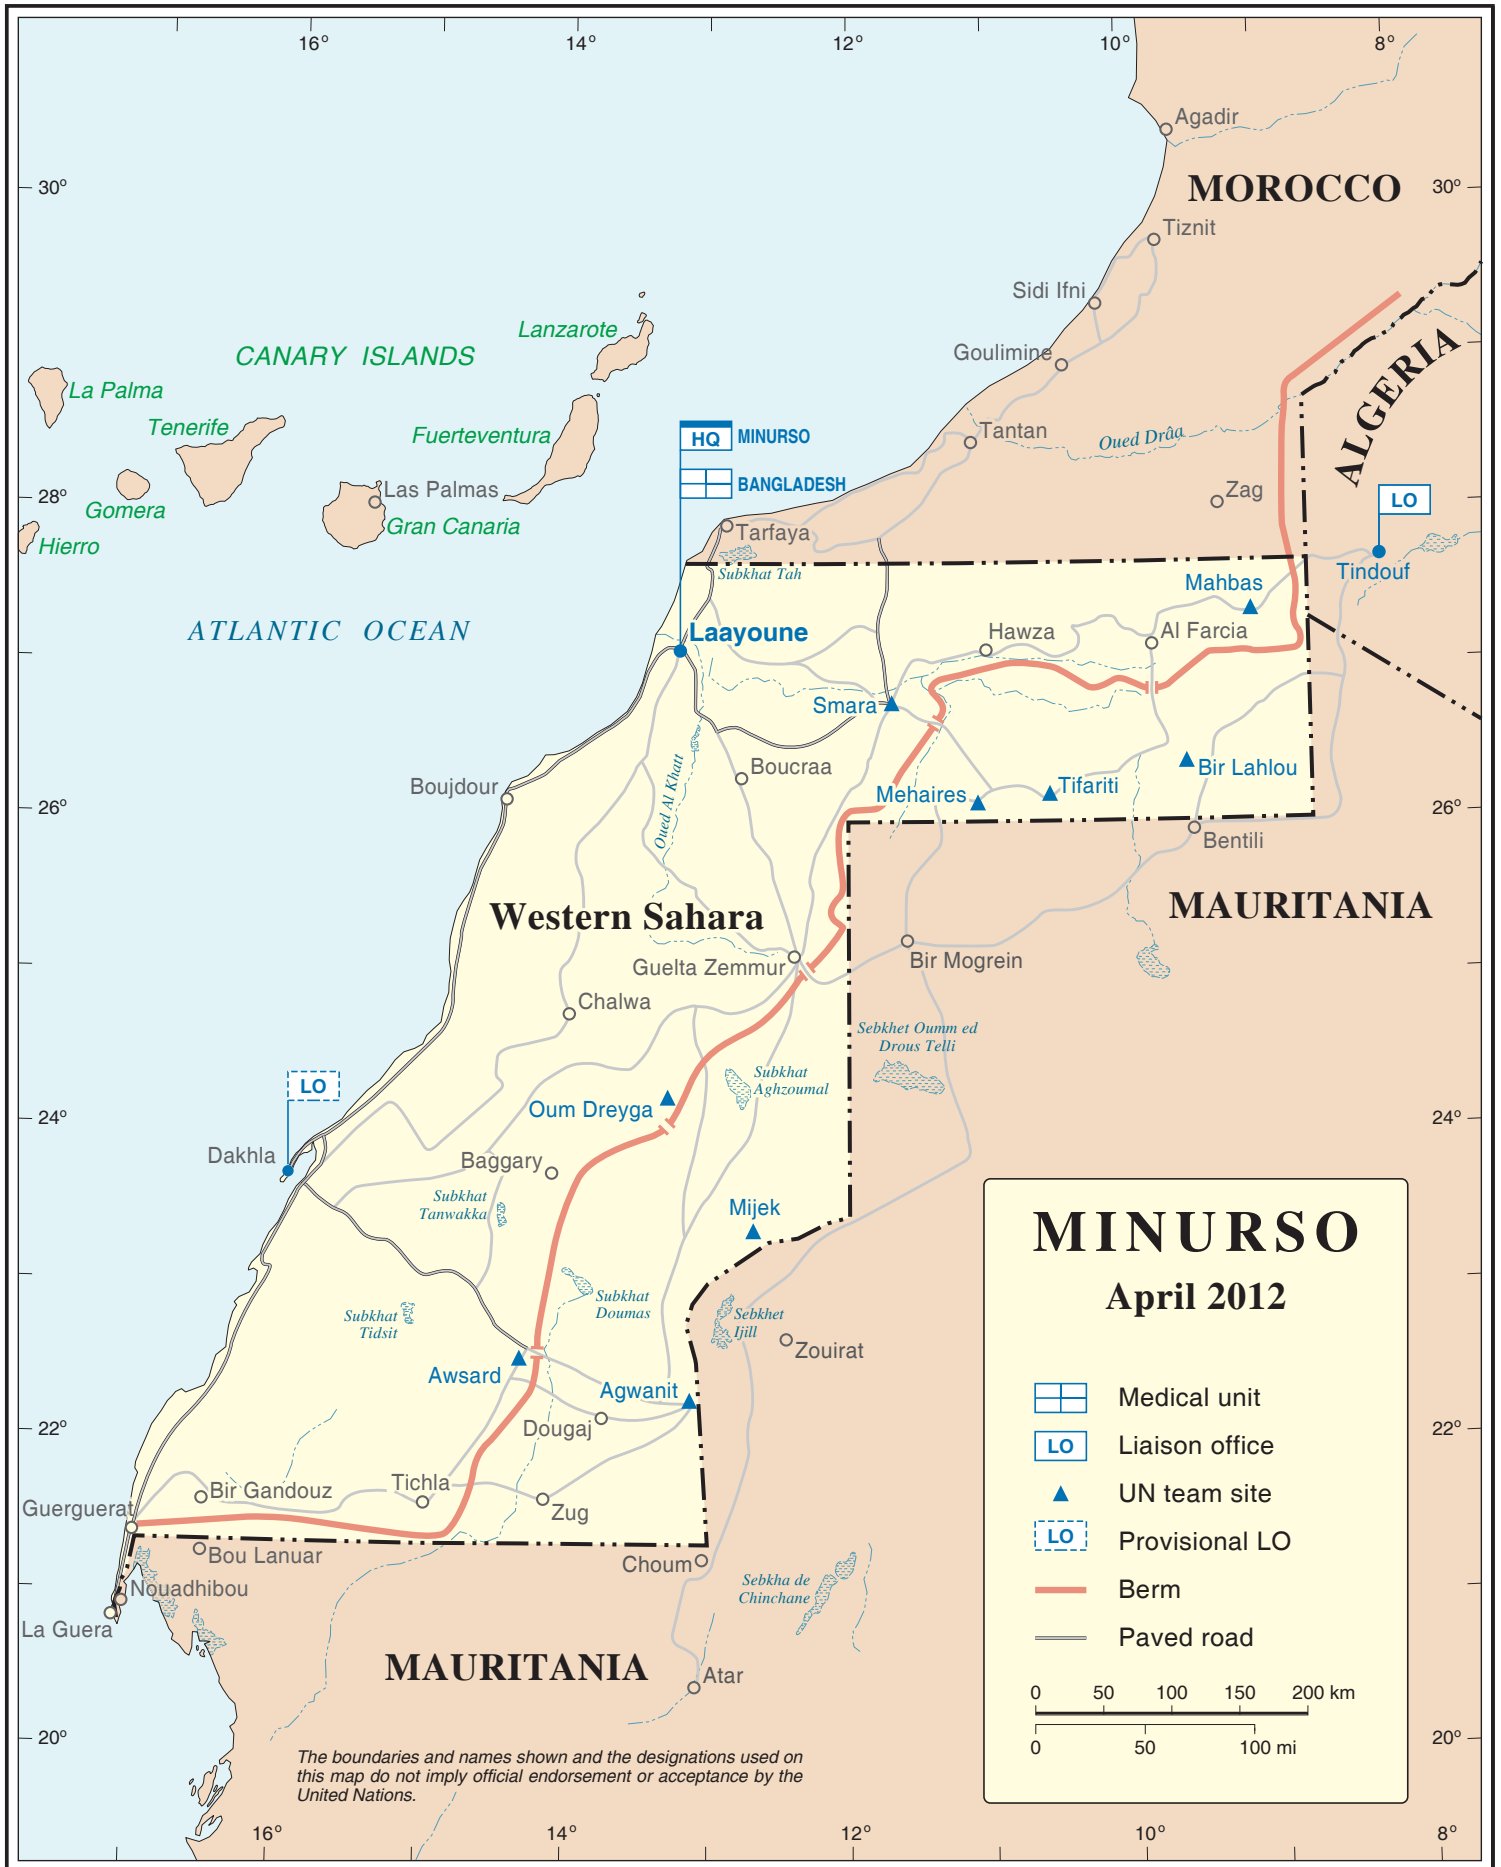 16°
14°
12°
10°
8°
Agadir
30°
MOROCCO
30°
Tiznit
Sidi Ifni
Lanzarote
CANARY ISLANDS
Goulimine
ALGERIA
La Palma
Tenerife
Fuerteventura
Tantan
Oued Drâa
HQ MINURSO
BANGLADESH
28°
Las Palmas
Zag
LO
Gomera
Gran Canaria
Tarfaya
Hierro
Subkhat Tah
Tindouf
Mahbas
ATLANTIC OCEAN
Laayoune
Hawza
Al Farcia
Smara
Boucraa
Bir Lahlou
Boujdour
Oued Al Khatt
Mehaires
Tifariti
26°
26°
Bentili
Western Sahara
MAURITANIA
Guelta Zemmur
Bir Mogrein
Chalwa
Sebkhet Oumm ed
Drous Telli
LO
Subkhat
Aghzoumal
Oum Dreyga
24°
24°
Dakhla
Baggary
Subkhat
Tanwakka
Mijek
Subkhat
Doumas
Subkhat
Tidsit
Sebkhet
Ijill
Zouirat
Awsard
Agwanit
Dougaj
22°
22°
Tichla
Bir Gandouz
Guerguerat
Zug
Bou Lanuar
Choum
Nouadhibou
Sebkha de
Chinchane
La Guera
MAURITANIA
Atar
20°
20°
MINURSO
April 2012
Medical unit
LO Liaison office
UN team site
LO Provisional LO
Berm
Paved road
0 50 100 150 200 km
0 50 100 mi
The boundaries and names shown and the designations used on
this map do not imply official endorsement or acceptance by the
United Nations.
16°
14°
12°
10°
8°